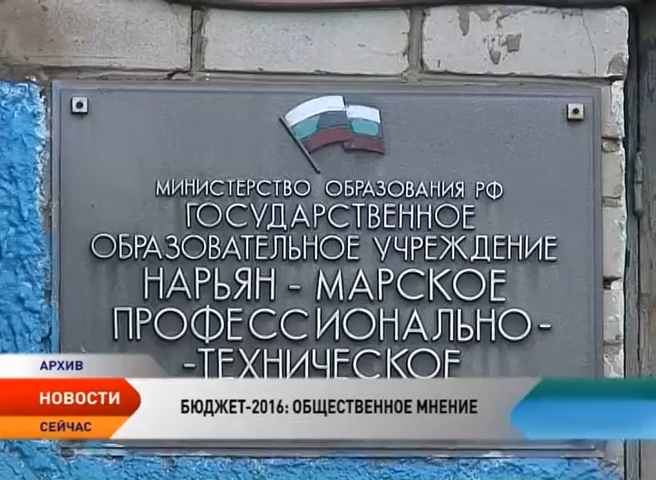 МИНИСТЕРСТВО ОБРАЗОВАНИЯ РФ
ГОСУДАРСТВЕННОЕ
ОБРАЗОВАТЕЛЬНОЕ УЧРЕЖДЕНИЕ
НАРЬЯН - МАРСКОЕ
ПРОФЕССИОНАЛЬНО-
-ТЕХНИЧЕСКОЕ
АРХИВ
НОВОСТИ
СЕЙЧАС
БЮДЖЕТ-2016: ОБЩЕСТВЕННОЕ МНЕНИЕ